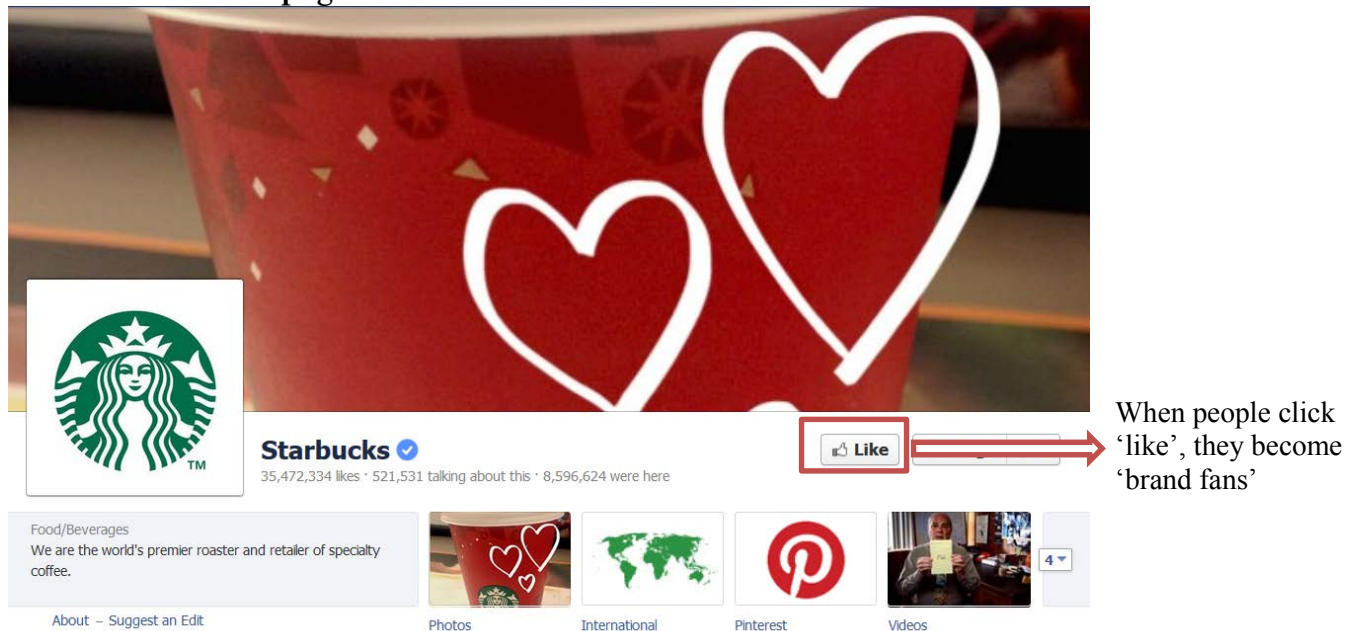 TM
Starbucks
35,472,334 likes · 521,531 talking about this · 8,596,624 were here
Like
When people click
‘like’, they become
‘brand fans’
Food/Beverages
We are the world's premier roaster and retailer of specialty
coffee.
About – Suggest an Edit
4
Photos
International
Pinterest
Videos